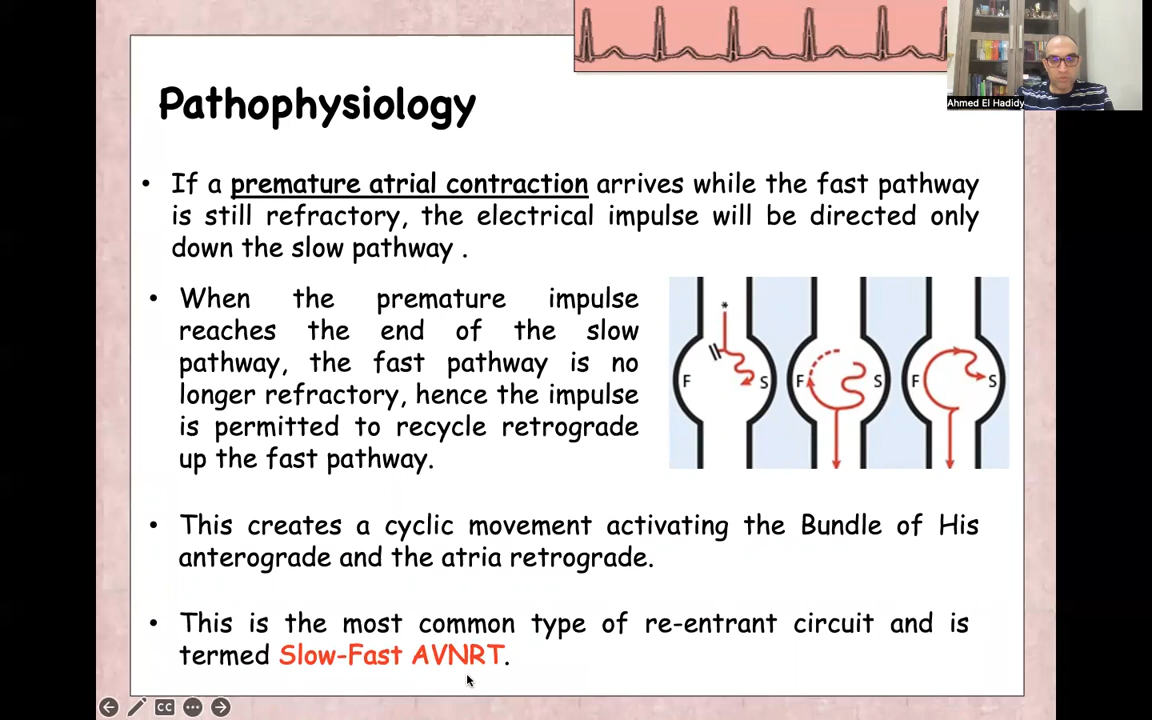 Ahmed El Hadidy
Pathophysiology
• If a premature atrial contraction arrives while the fast pathway
is still refractory, the electrical impulse will be directed only
down the slow pathway .
• When the premature impulse
reaches the end of the slow
pathway, the fast pathway is no
longer refractory, hence the impulse
is permitted to recycle retrograde
up the fast pathway.
* 
F S F S F S
• This creates a cyclic movement activating the Bundle of His
anterograde and the atria retrograde.
• This is the most common type of re-entrant circuit and is
termed Slow-Fast AVNRT.
CC